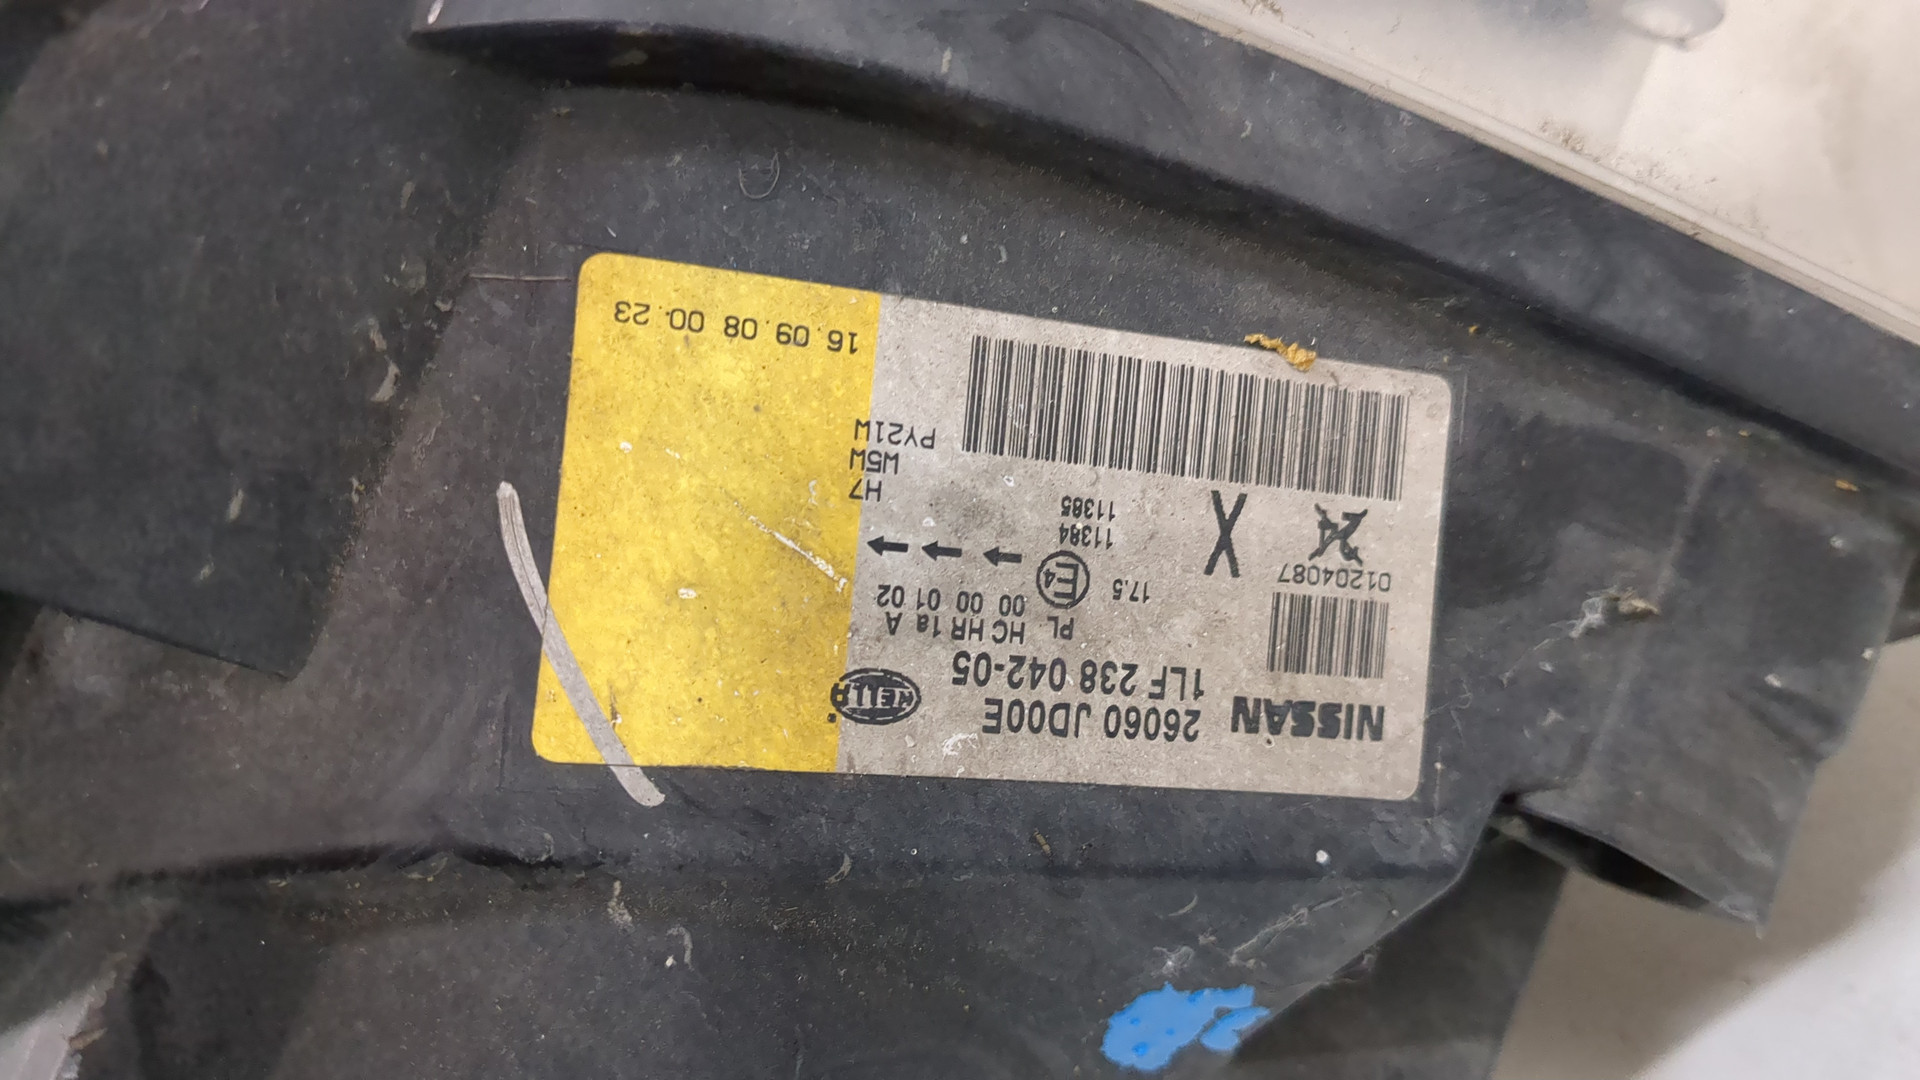 NISSAN 26060 JD00E HELLA
1LF 238 042-05
PL HC HR 1a A
00 00 01 02
01204087 17.5 E4
11384
11385
X
H7
W5W
PY21W
16.09.08 00.23